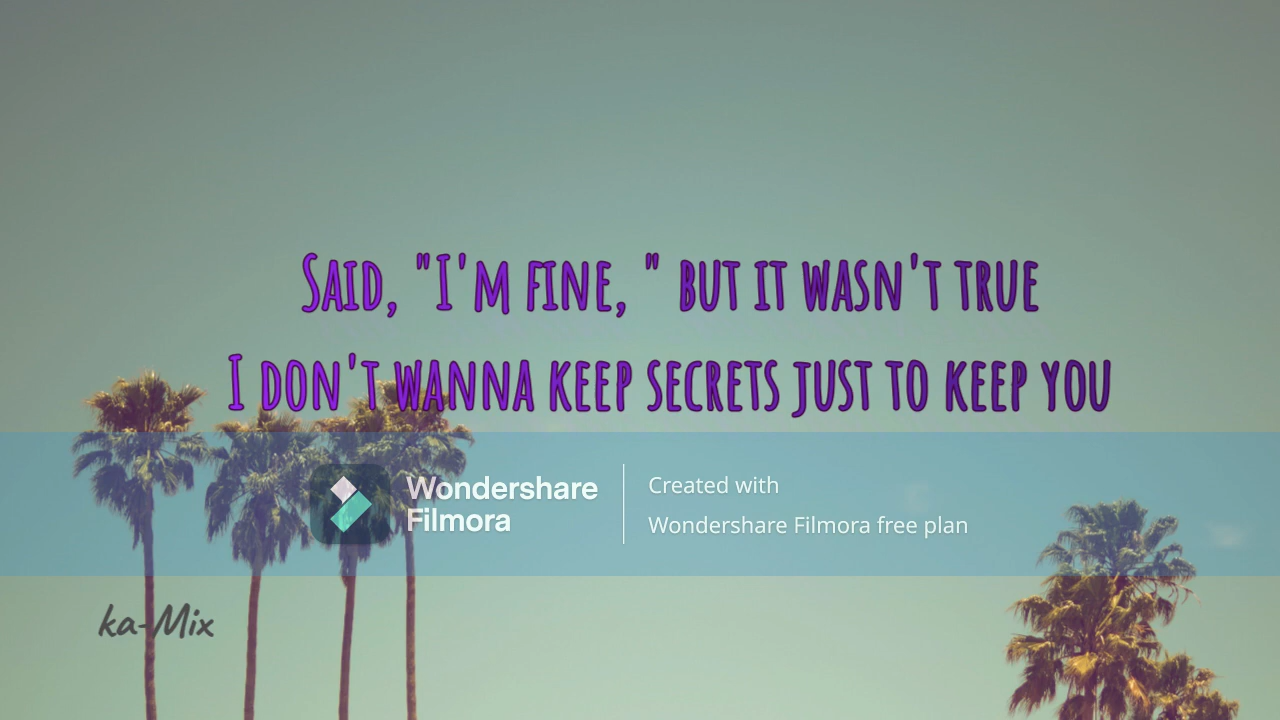 Said, "I'm fine, " but it wasn't true
I don't wanna keep secrets just to keep you
Wondershare
Filmora
Created with
Wondershare Filmora free plan
ka-Mix